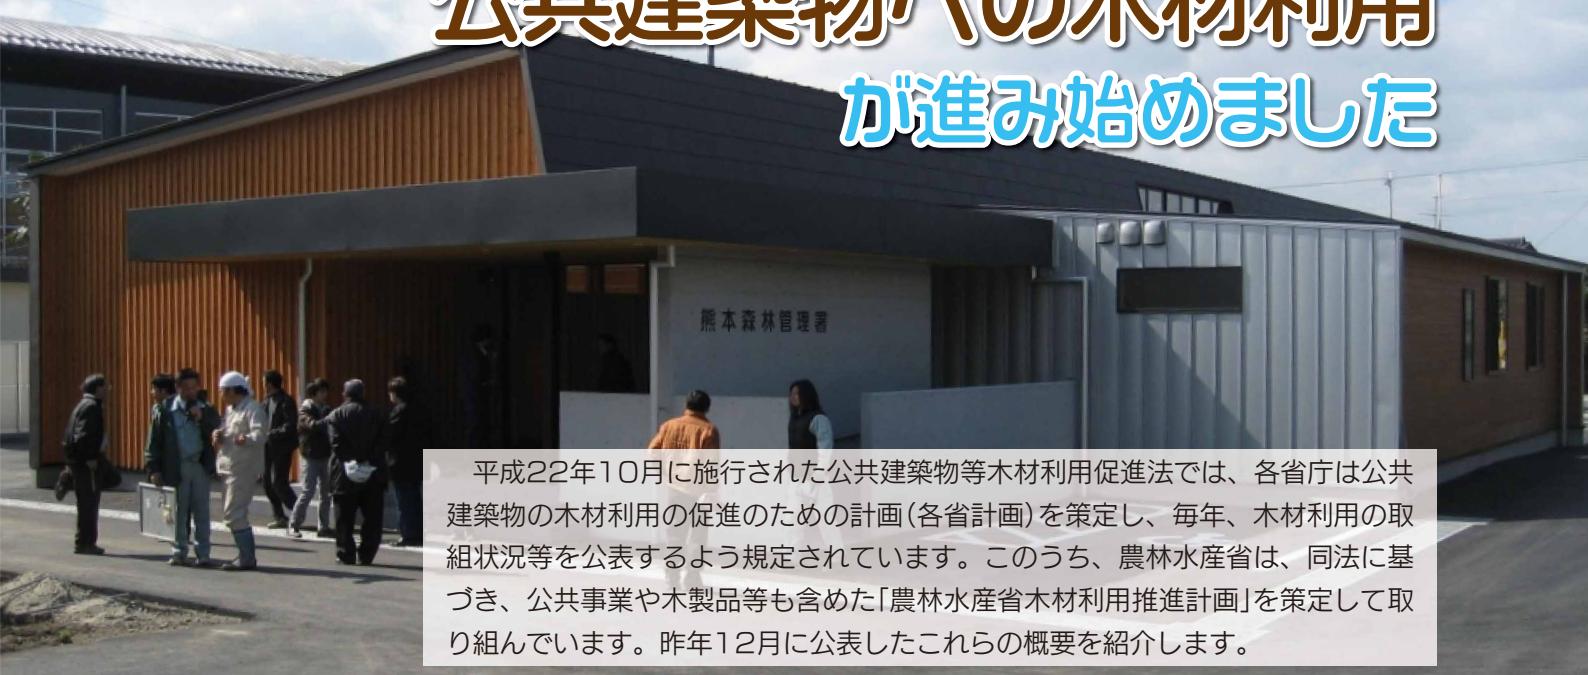 公共建築物への木材利用
が進み始めました
熊本森林管理署
　平成22年10月に施行された公共建築物等木材利用促進法では、各省庁は公共
建築物の木材利用の促進のための計画(各省計画)を策定し、毎年、木材利用の取
組状況等を公表するよう規定されています。このうち、農林水産省は、同法に基
づき、公共事業や木製品等も含めた「農林水産省木材利用推進計画」を策定して取
り組んでいます。昨年12月に公表したこれらの概要を紹介します。